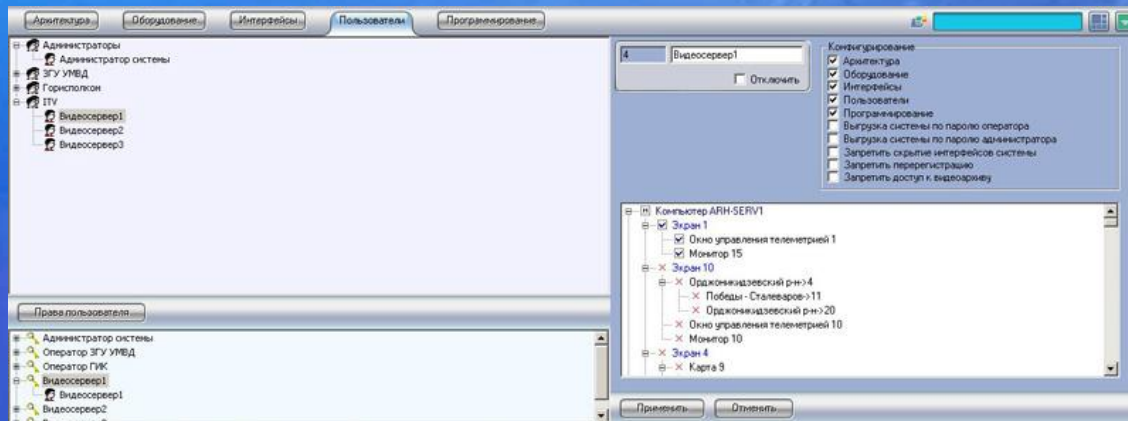 Архитектура Оборудование Интерфейсы Пользователи Программирование
Администраторы
Администратор системы
ЗГУ УМВД
Горисполком
ITV
Видеосервер1
Видеосервер2
Видеосервер3
Права пользователя
Администратор системы
Оператор ЗГУ УМВД
Оператор ГИК
Видеосервер1
Видеосервер1
Видеосервер2
4 Видеосервер1
Отключить
Конфигурирование
Архитектура
Оборудование
Интерфейсы
Пользователи
Программирование
Выгрузка системы по паролю оператора
Выгрузка системы по паролю администратора
Запретить скрытие интерфейсов системы
Запретить перерегистрацию
Запретить доступ к видеоархиву
Компьютер ARH-SERV1
Экран 1
Окно управления телеметрией 1
Монитор 15
Экран 10
Орджоникидзевский р-н->4
Победы - Сталеваров->11
Орджоникидзевский р-н->20
Окно управления телеметрией 10
Монитор 10
Экран 4
Карта 9
Применить Отменить